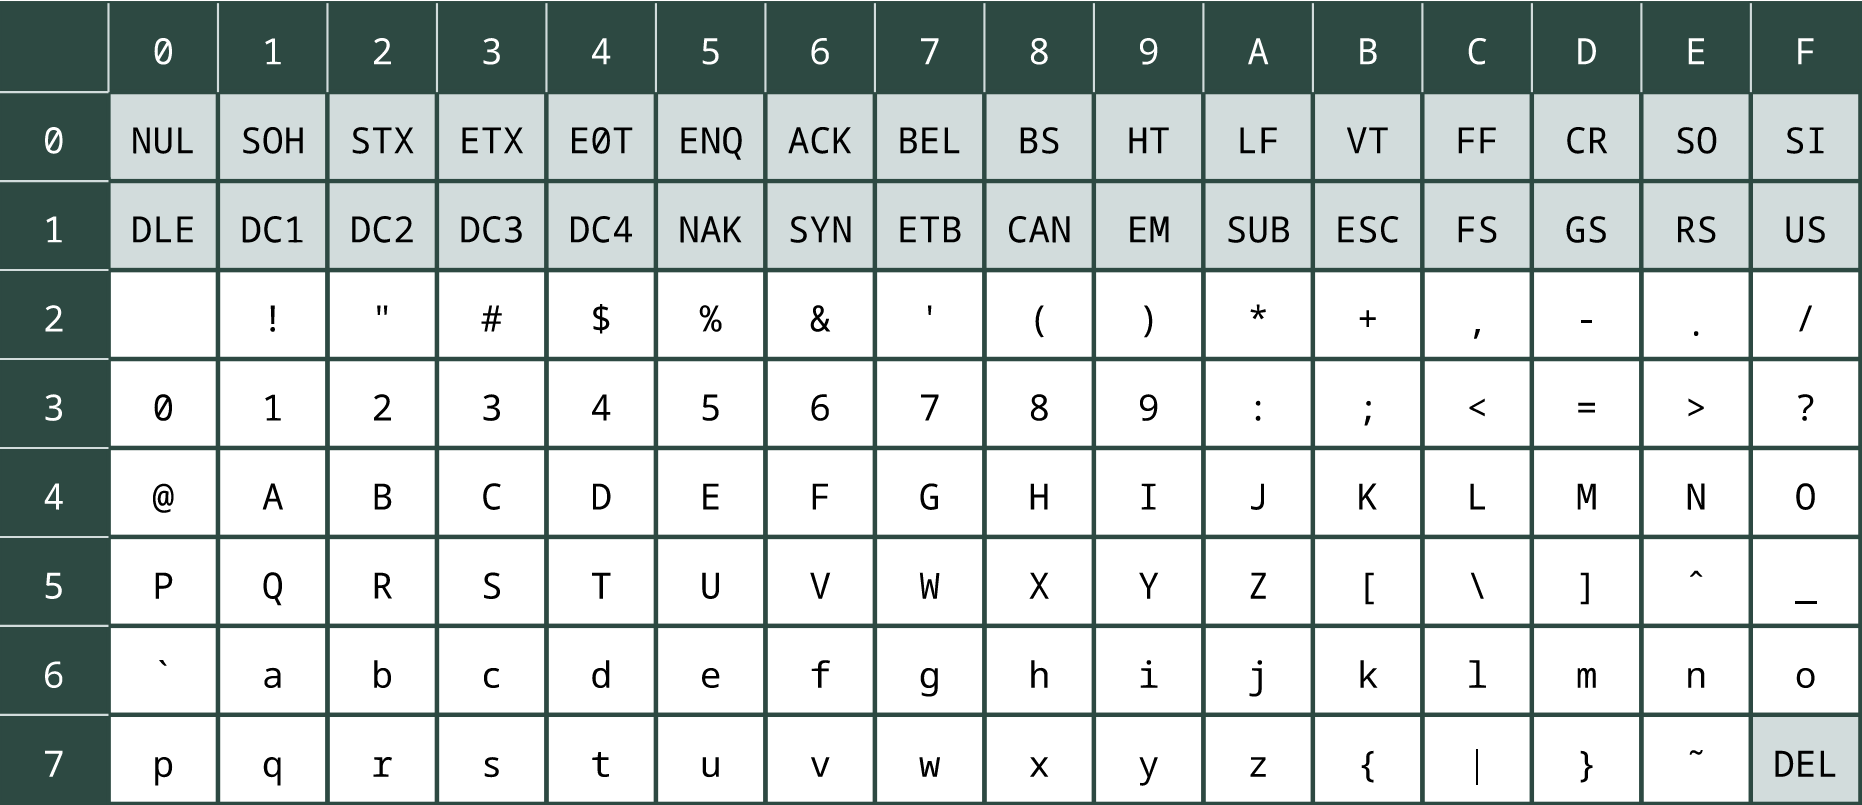 0 1 2 3 4 5 6 7 8 9 A B C D E F
0 NUL SOH STX ETX E0T ENQ ACK BEL BS HT LF VT FF CR SO SI
1 DLE DC1 DC2 DC3 DC4 NAK SYN ETB CAN EM SUB ESC FS GS RS US
2 ! " # $ % & ' ( ) * + , - . /
3 0 1 2 3 4 5 6 7 8 9 : ; < = > ?
4 @ A B C D E F G H I J K L M N O
5 P Q R S T U V W X Y Z [ \ ] ˆ _
6 ` a b c d e f g h i j k l m n o
7 p q r s t u v w x y z { | } ˜ DEL